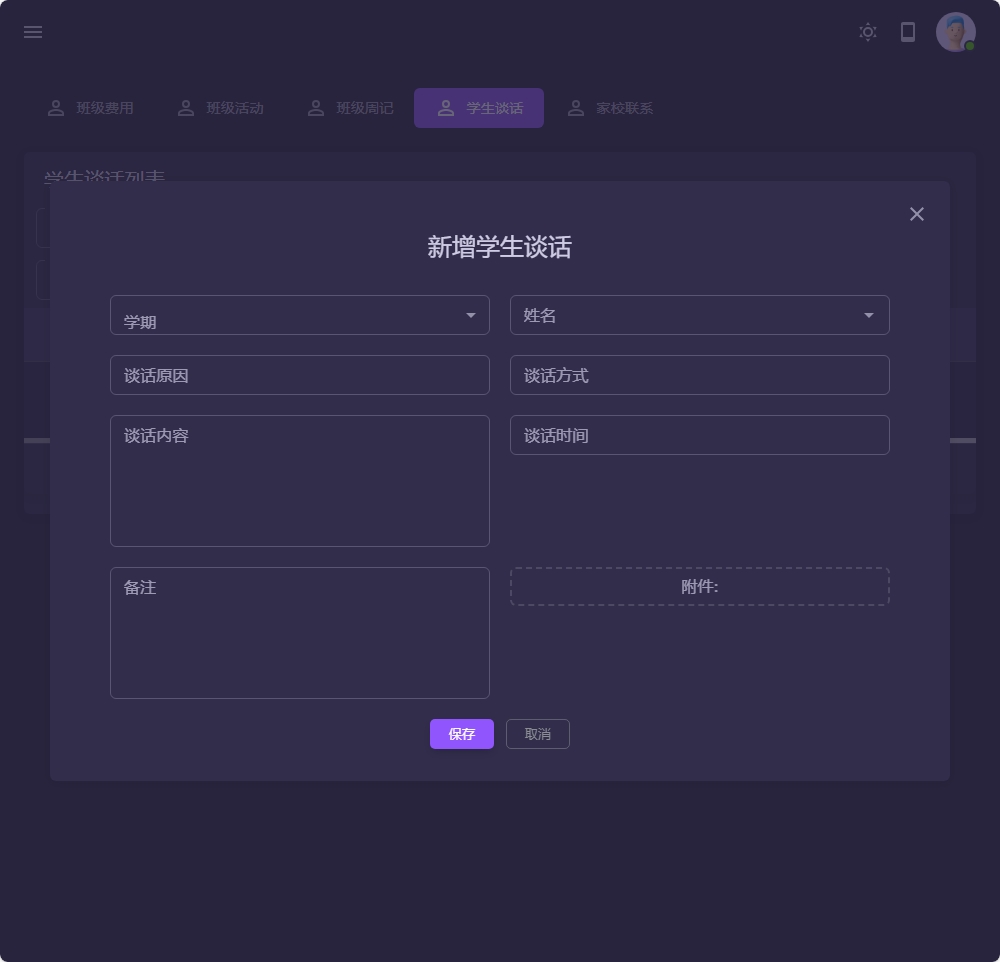 班级费用
班级活动
班级周记
学生谈话
家校联系
学生谈话列表
新增学生谈话
学期
姓名
谈话原因
谈话方式
谈话内容
谈话时间
备注
附件:
保存
取消